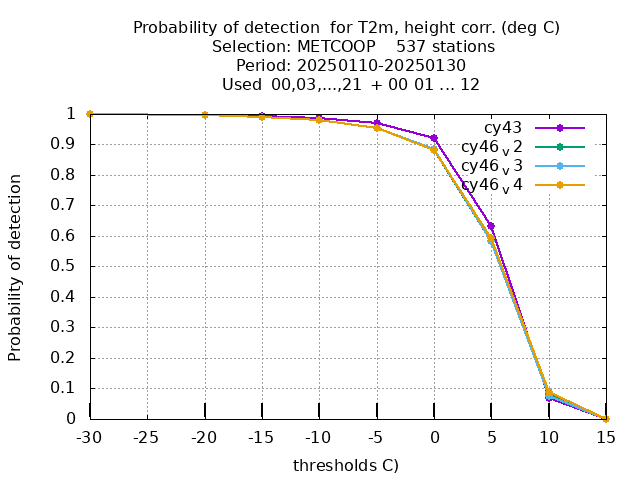 Probability of detection  for T2m, height corr. (deg C)
Selection: METCOOP    537 stations
Period: 20250110-20250130
Used  00,03,...,21  + 00 01 ... 12
cy43
cy46v2
cy46v3
cy46v4
Probability of detection
1
0.9
0.8
0.7
0.6
0.5
0.4
0.3
0.2
0.1
0
-30 -25 -20 -15 -10 -5 0 5 10 15
thresholds C)